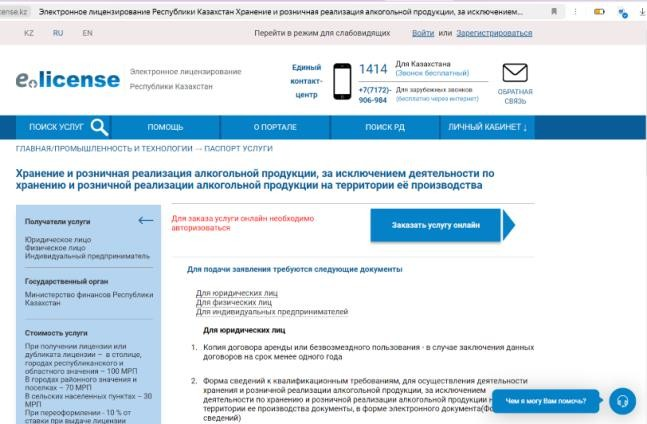 cense.kz Электронное лицензирование Республики Казахстан Хранение и розничная реализация алкогольной продукции, за исключением...
KZ RU EN Перейти в режим для слабовидящих Войти или Зарегистрироваться
e.license
Электронное лицензирование
Республики Казахстан
Единый
контакт-
центр
1414 Для Казахстана
(Звонок бесплатный)
+7(7172)-
906-984
Для зарубежных звонков
(бесплатно через интернет)
ОБРАТНАЯ
СВЯЗЬ
ПОИСК УСЛУГ ПОМОЩЬ О ПОРТАЛЕ ПОИСК РД ЛИЧНЫЙ КАБИНЕТ ↓
ГЛАВНАЯ/ПРОМЫШЛЕННОСТЬ И ТЕХНОЛОГИИ → ПАСПОРТ УСЛУГИ
Хранение и розничная реализация алкогольной продукции, за исключением деятельности по
хранению и розничной реализации алкогольной продукции на территории её производства
Получатели услуги ←
Юридическое лицо
Физическое лицо
Индивидуальный предприниматель
Государственный орган
Министерство финансов Республики
Казахстан
Стоимость услуги
При получении лицензии или
дубликата лицензии – в столице,
городах республиканского и
областного значения – 100 МРП
В городах районного значения и
поселках – 70 МРП
В сельских населенных пунктах – 30
МРП
При переоформлении - 10 % от
ставки при выдаче лицензии
Для заказа услуги онлайн необходимо
авторизоваться
Заказать услугу онлайн
Для подачи заявления требуются следующие документы
Для юридических лиц
Для физических лиц
Для индивидуальных предпринимателей
Для юридических лиц
1. Копия договора аренды или безвозмездного пользования - в случае заключения данных
договоров на срок менее одного года
2. Форма сведений к квалификационным требованиям, для осуществления деятельности
хранения и розничной реализации алкогольной продукции, за исключением
деятельности по хранению и розничной реализации алкогольной продукции н
территории ее производства документы, в форме электронного документа(Фо
сведений)
Чем я могу Вам помочь?